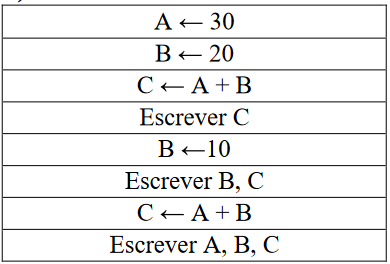 A ← 30
B ← 20
C ← A + B
Escrever C
B ←10
Escrever B, C
C ← A + B
Escrever A, B, C